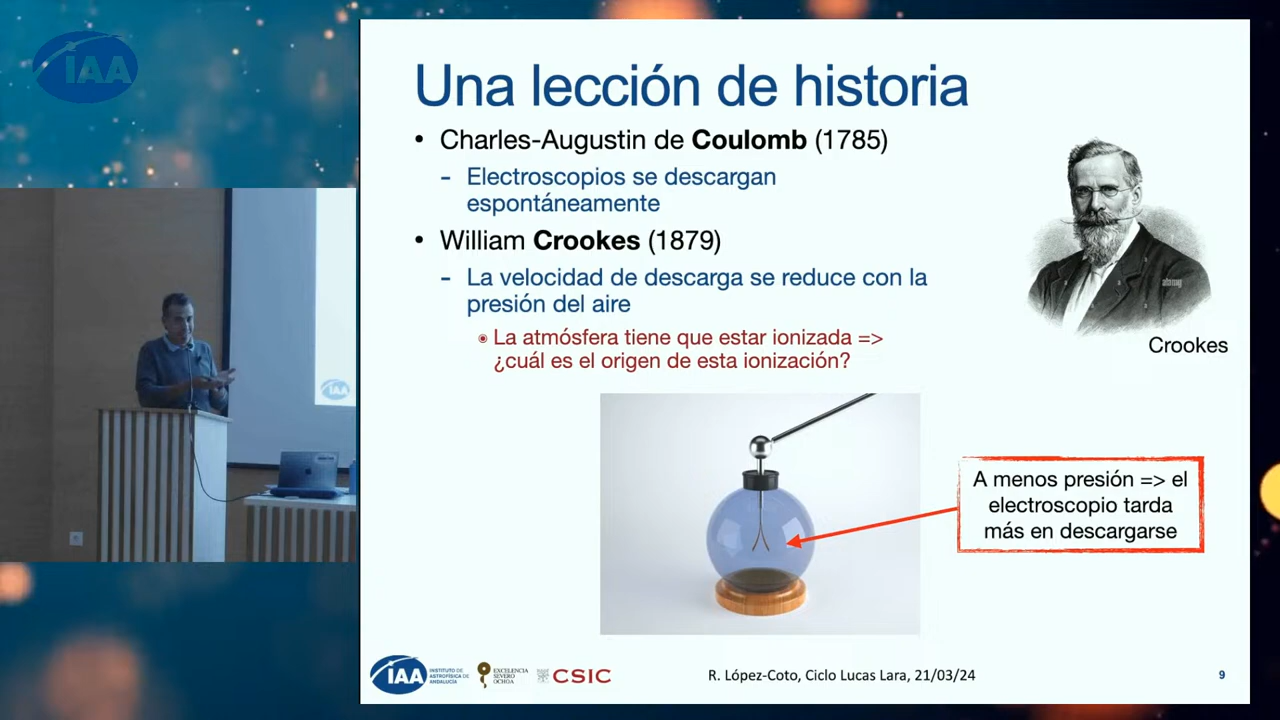 IAA
Una lección de historia
• Charles-Augustin de Coulomb (1785)
- Electroscopios se descargan
espontáneamente
• William Crookes (1879)
- La velocidad de descarga se reduce con la
presión del aire
La atmósfera tiene que estar ionizada =>
¿cuál es el origen de esta ionización?
Crookes
A menos presión => el
electroscopio tarda
más en descargarse
IAA
IAA
INSTITUTO DE
ASTROFÍSICA DE
ANDALUCÍA
EXCELENCIA
SEVERO
OCHOA
CSIC
R. López-Coto, Ciclo Lucas Lara, 21/03/24
9